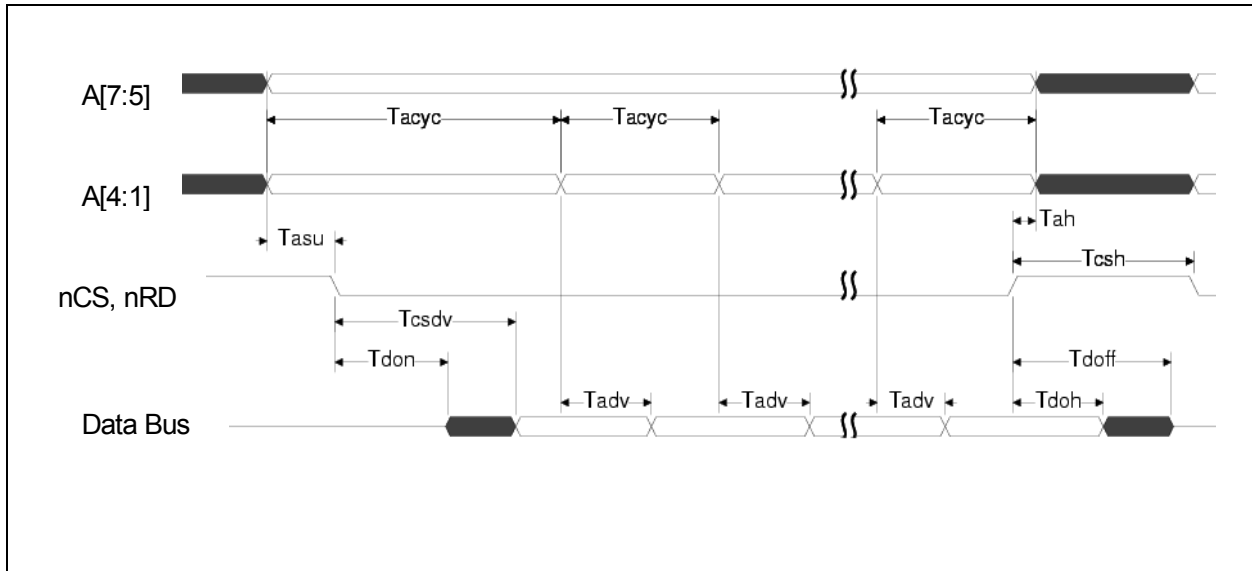 A[7:5]
Tacyc Tacyc Tacyc
A[4:1]
Tah
Tasu
Tcsh
nCS, nRD
Tcsdv
Tdon Tdoff
Tadv Tadv Tadv Tdoh
Data Bus